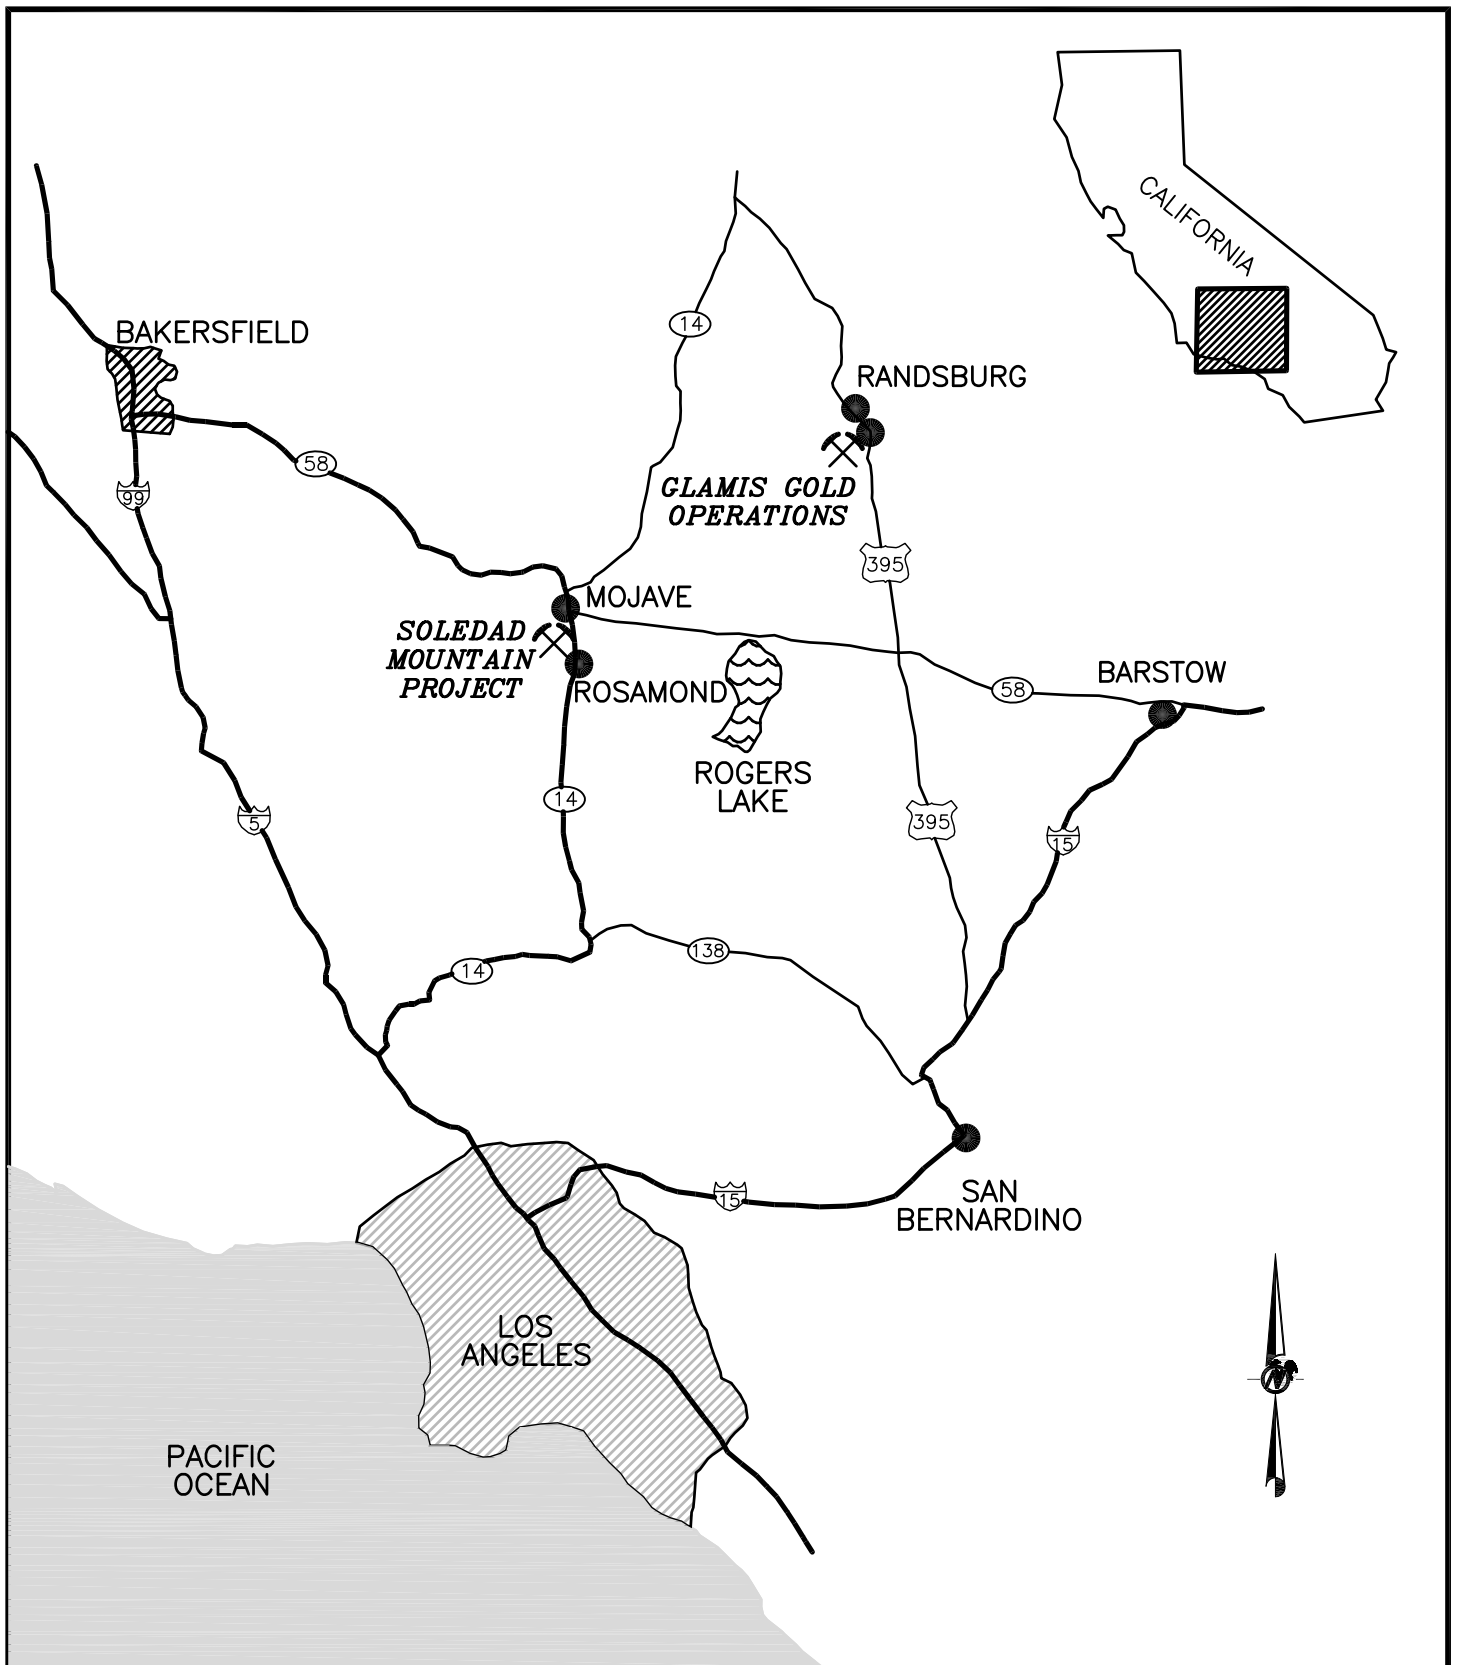 CALIFORNIA
BAKERSFIELD
14
RANDSBURG
58
99
GLAMIS GOLD
OPERATIONS
395
MOJAVE
SOLEDAD
MOUNTAIN
PROJECT
ROSAMOND
BARSTOW
58
ROGERS
LAKE
14
5
395
15
138
14
15
SAN
BERNARDINO
LOS
ANGELES
N
PACIFIC
OCEAN